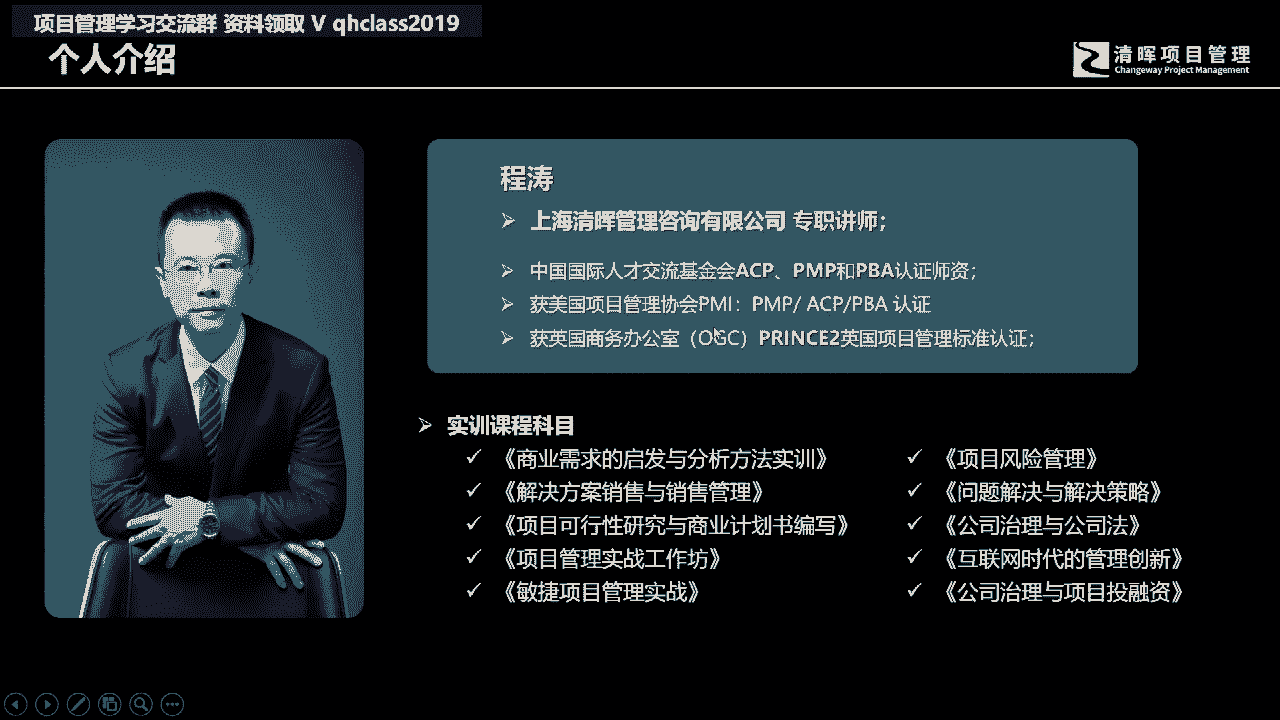 项目管理学习交流群 资料领取 V qhclass2019
个人介绍
清晖项目管理
Changeway Project Management
程涛
➢ 上海清晖管理咨询有限公司 专职讲师；
➢ 中国国际人才交流基金会ACP、PMP和PBA认证师资；
➢ 获美国项目管理协会PMI：PMP/ ACP/PBA 认证
➢ 获英国商务办公室（OGC）PRINCE2英国项目管理标准认证；
➢ 实训课程科目
✓ 《商业需求的启发与分析方法实训》
✓ 《解决方案销售与销售管理》
✓ 《项目可行性研究与商业计划书编写》
✓ 《项目管理实战工作坊》
✓ 《敏捷项目管理实战》
✓ 《项目风险管理》
✓ 《问题解决与解决策略》
✓ 《公司治理与公司法》
✓ 《互联网时代的管理创新》
✓ 《公司治理与项目投融资》